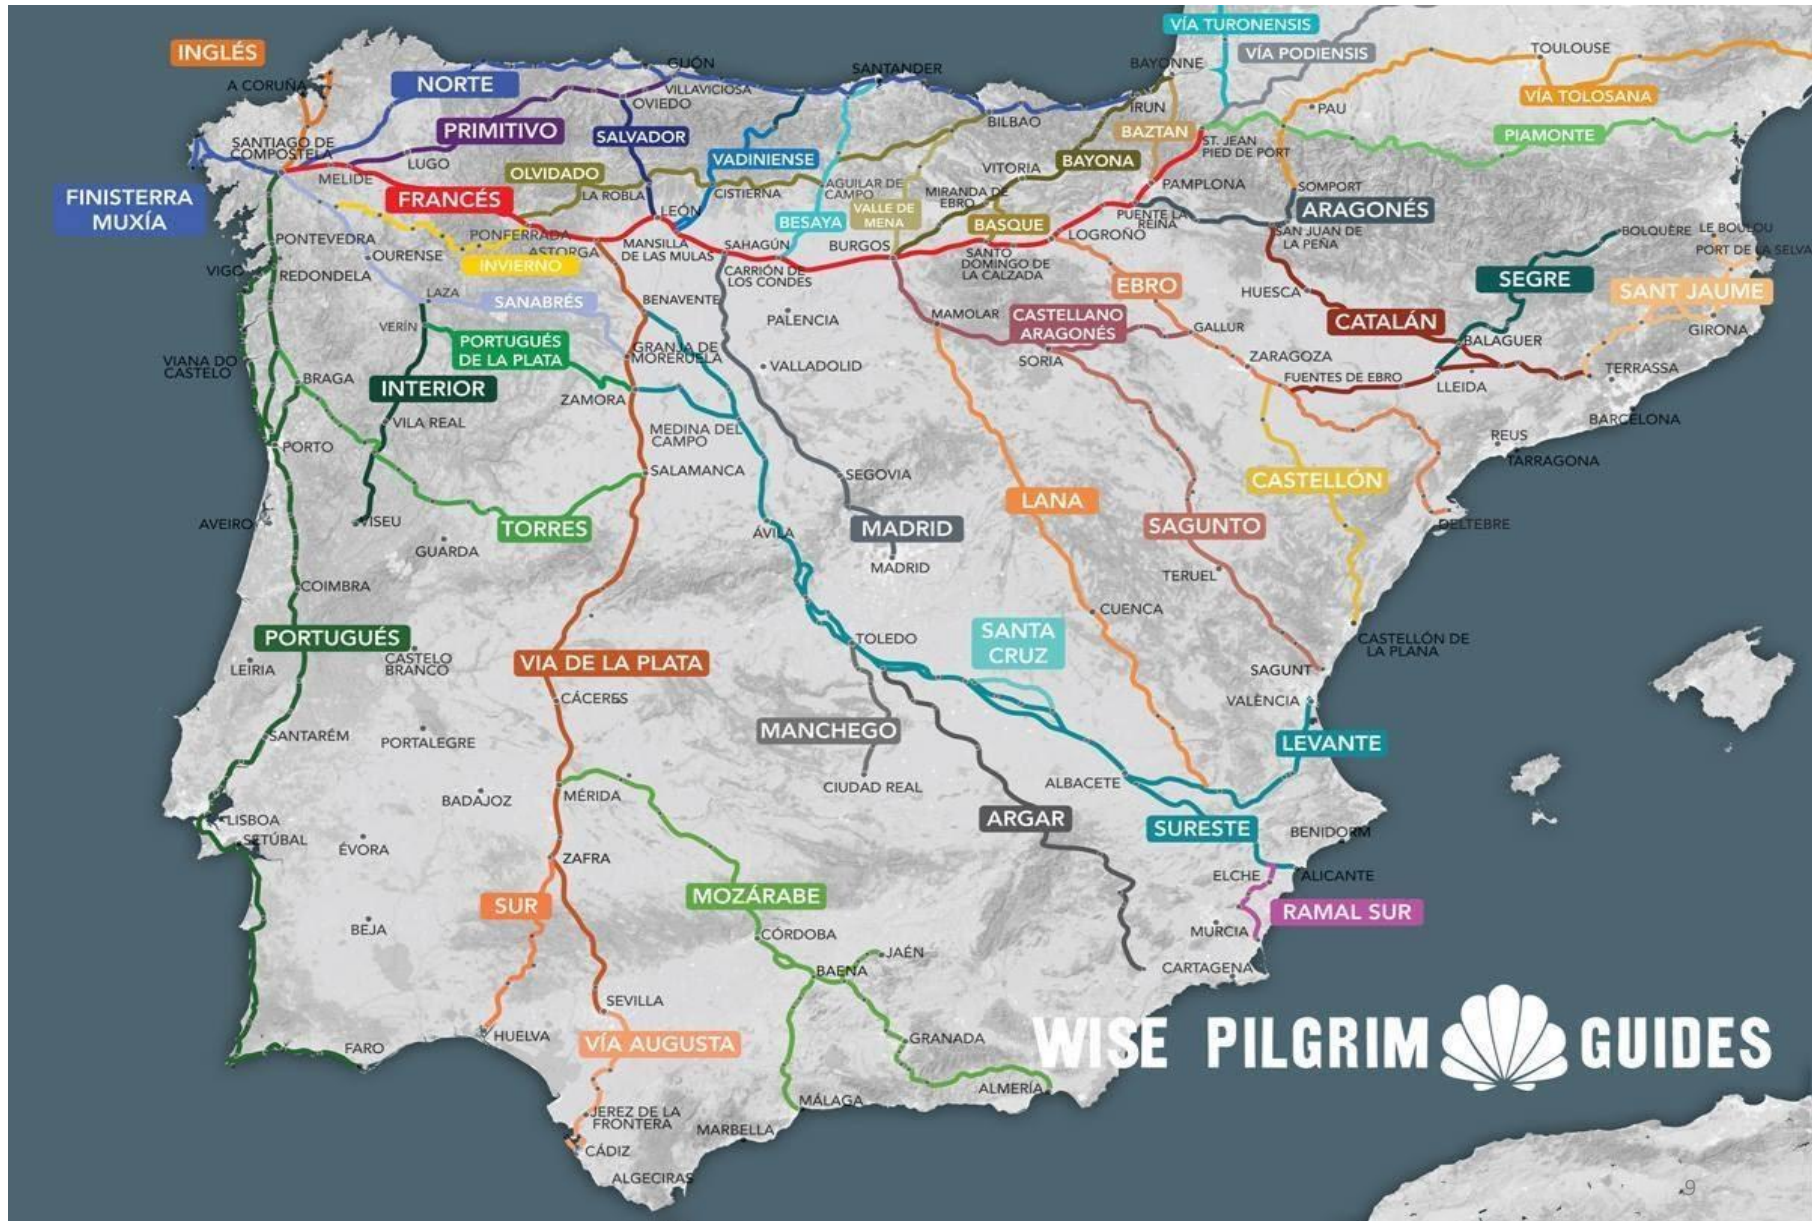 VÍA TURONENSIS
INGLÉS
VÍA PODIENSIS
TOULOUSE
GIJÓN
BAYONNE
SANTANDER
A CORUÑA
NORTE
VILLAVICIOSA
OVIEDO
IRUN
PAU
VÍA TOLOSANA
BILBAO
PRIMITIVO
SALVADOR
BAZTAN
PIAMONTE
SANTIAGO DE
COMPOSTELA
LUGO
VADINIENSE
BAYONA
ST. JEAN
PIED DE PORT
MELIDE
OLVIDADO
VITORIA
LA ROBLA
CISTIERNA
AGUILAR DE
CAMPO
MIRANDA DE
EBRO
PAMPLONA
SOMPORT
FINISTERRA
MUXÍA
FRANCÉS
LEÓN
BESAYA
VALLE DE
MENA
BASQUE
PUENTE LA
REINA
ARAGONÉS
SAN JUAN DE
LA PEÑA
BOLQUÈRE
LE BOULOU
PORT DE LA SELVA
PONTEVEDRA
PONFERRADA
ASTORGA
MANSILLA
DE LAS MULAS
SAHAGÚN
BURGOS
SANTO
DOMINGO DE
LA CALZADA
LOGROÑO
OURENSE
INVIERNO
CARRIÓN DE
LOS CONDES
VIGO
REDONDELA
EBRO
HUESCA
SEGRE
SANT JAUME
LAZA
SANABRÉS
BENAVENTE
PALENCIA
MAMOLAR
CASTELLANO
ARAGONÉS
CATALÁN
GIRONA
VERÍN
PORTUGUÉS
DE LA PLATA
GRANJA DE
MORERUELA
GALLUR
BALAGUER
VIANA DO
CASTELO
VALLADOLID
SORIA
ZARAGOZA
TERRASSA
BRAGA
INTERIOR
FUENTES DE EBRO
LLEIDA
ZAMORA
BARCELONA
VILA REAL
MEDINA DEL
CAMPO
REUS
PORTO
TARRAGONA
SALAMANCA
SEGOVIA
CASTELLÓN
LANA
AVEIRO
VISEU
TORRES
ÁVILA
MADRID
SAGUNTO
DELTEBRE
GUARDA
MADRID
TERUEL
COIMBRA
CUENCA
PORTUGUÉS
TOLEDO
SANTA
CRUZ
CASTELLÓN DE
LA PLANA
LEIRIA
CASTELO
BRANCO
VIA DE LA PLATA
SAGUNT
CÁCERES
VALÈNCIA
SANTARÉM
PORTALEGRE
MANCHEGO
LEVANTE
BADAJOZ
MÉRIDA
CIUDAD REAL
ALBACETE
LISBOA
SETÚBAL
ARGAR
SURESTE
BENIDORM
ÉVORA
ZAFRA
ELCHE
ALICANTE
SUR
MOZÁRABE
RAMAL SUR
BEJA
CÓRDOBA
MURCIA
JAÉN
BAENA
CARTAGENA
SEVILLA
HUELVA
VÍA AUGUSTA
GRANADA
WISE PILGRIM GUIDES
FARO
ALMERÍA
MÁLAGA
JEREZ DE LA
FRONTERA
MARBELLA
CÁDIZ
ALGECIRAS
9